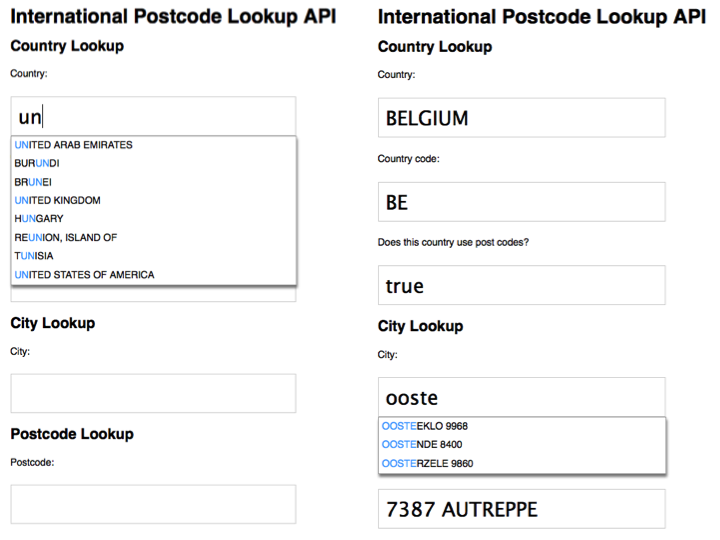 International Postcode Lookup API
Country Lookup
Country:
un
UNITED ARAB EMIRATES
BURUNDI
BRUNEI
UNITED KINGDOM
HUNGARY
REUNION, ISLAND OF
TUNISIA
UNITED STATES OF AMERICA
City Lookup
City:
Postcode Lookup
Postcode:
International Postcode Lookup API
Country Lookup
Country:
BELGIUM
Country code:
BE
Does this country use post codes?
true
City Lookup
City:
ooste
OOSTEEKLO 9968
OOSTENDE 8400
OOSTERZELE 9860
7387 AUTREPPE